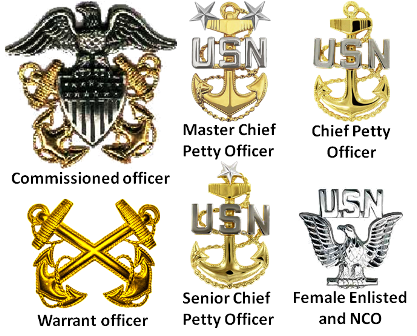 USN
USN
Master Chief
Petty Officer
Chief Petty
Officer
Commissioned officer
USN
U.S.N
Warrant officer
Senior Chief
Petty Officer
Female Enlisted
and NCO